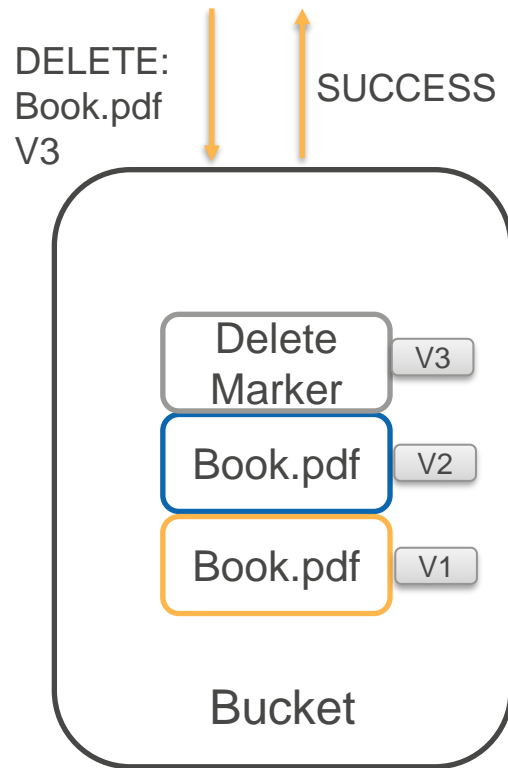 DELETE:
Book.pdf
V3
SUCCESS
Delete
Marker
V3
Book.pdf
V2
Book.pdf
V1
Bucket